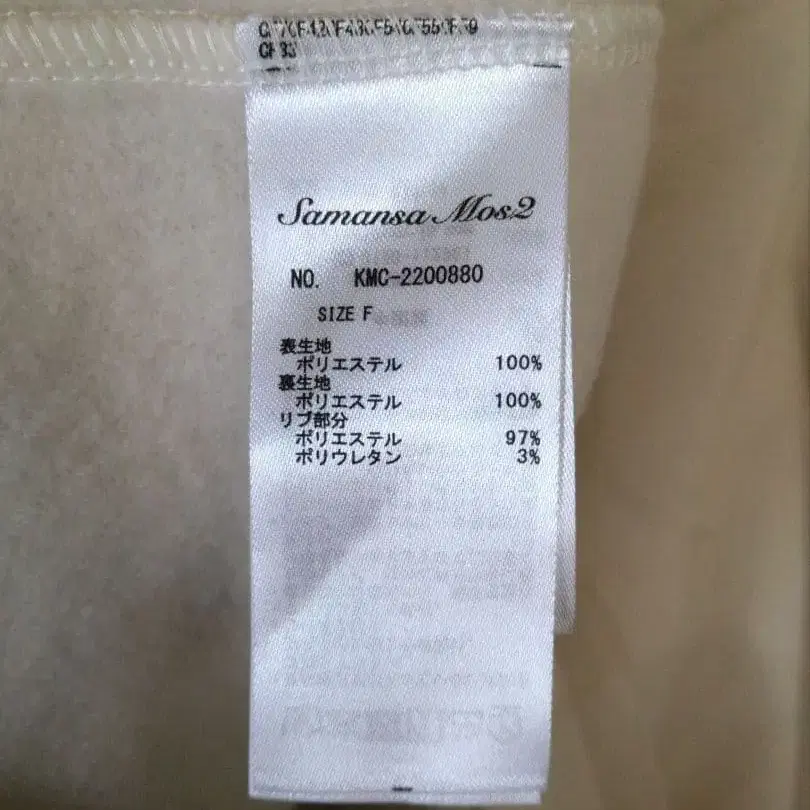 Samansa Mos2
NO. KMC-2200880
SIZE F
表生地
ポリエステル 100%
裏生地
ポリエステル 100%
リブ部分
ポリエステル 97%
ポリウレタン 3%